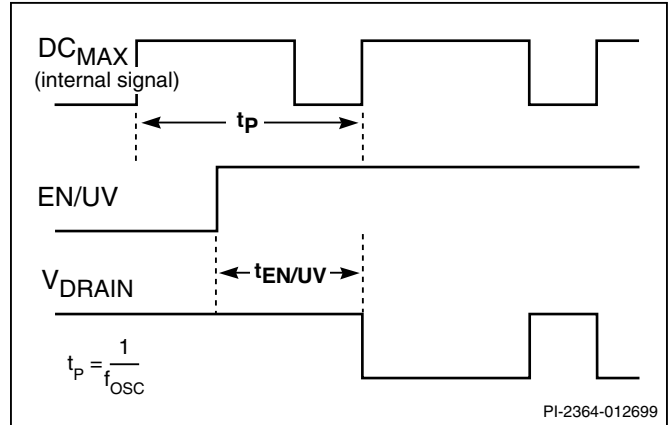 DCMAX
(internal signal)
tP
EN/UV
tEN/UV
VDRAIN
tP = 1/fOSC
PI-2364-012699